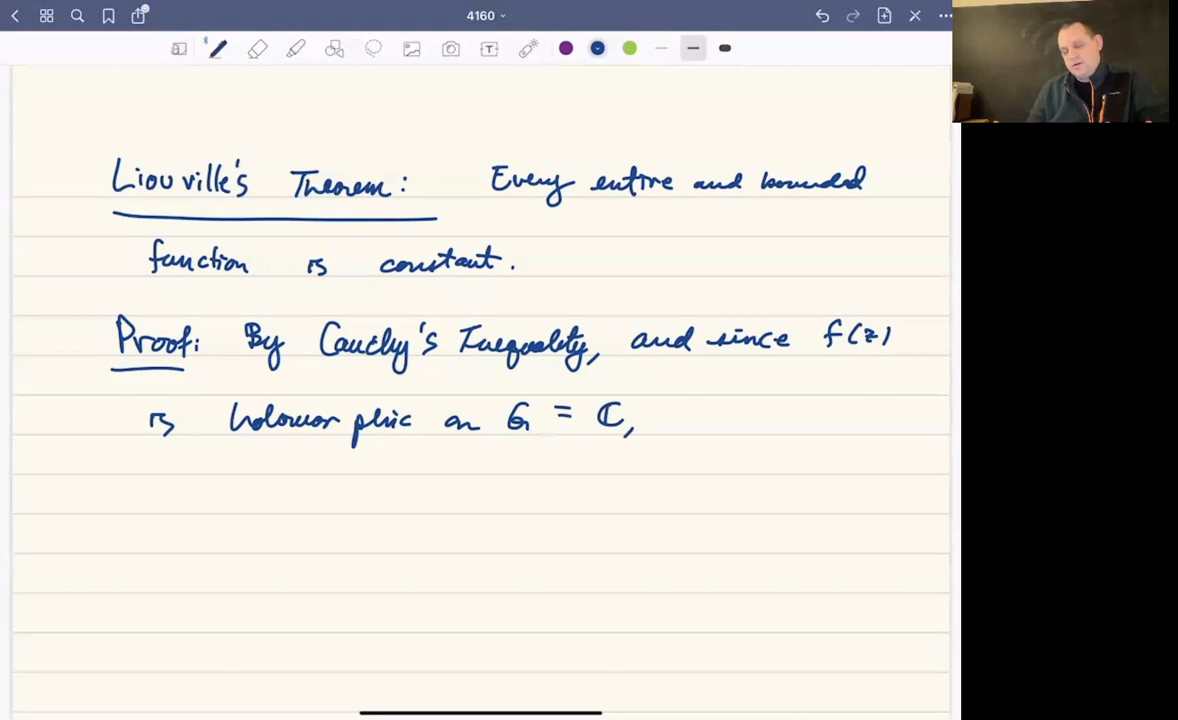 4160
Liouville's Theorem: Every entire and bounded
function is constant.
Proof: By Cauchy's Inequality, and since f(z)
is holomorphic on G = ℂ,